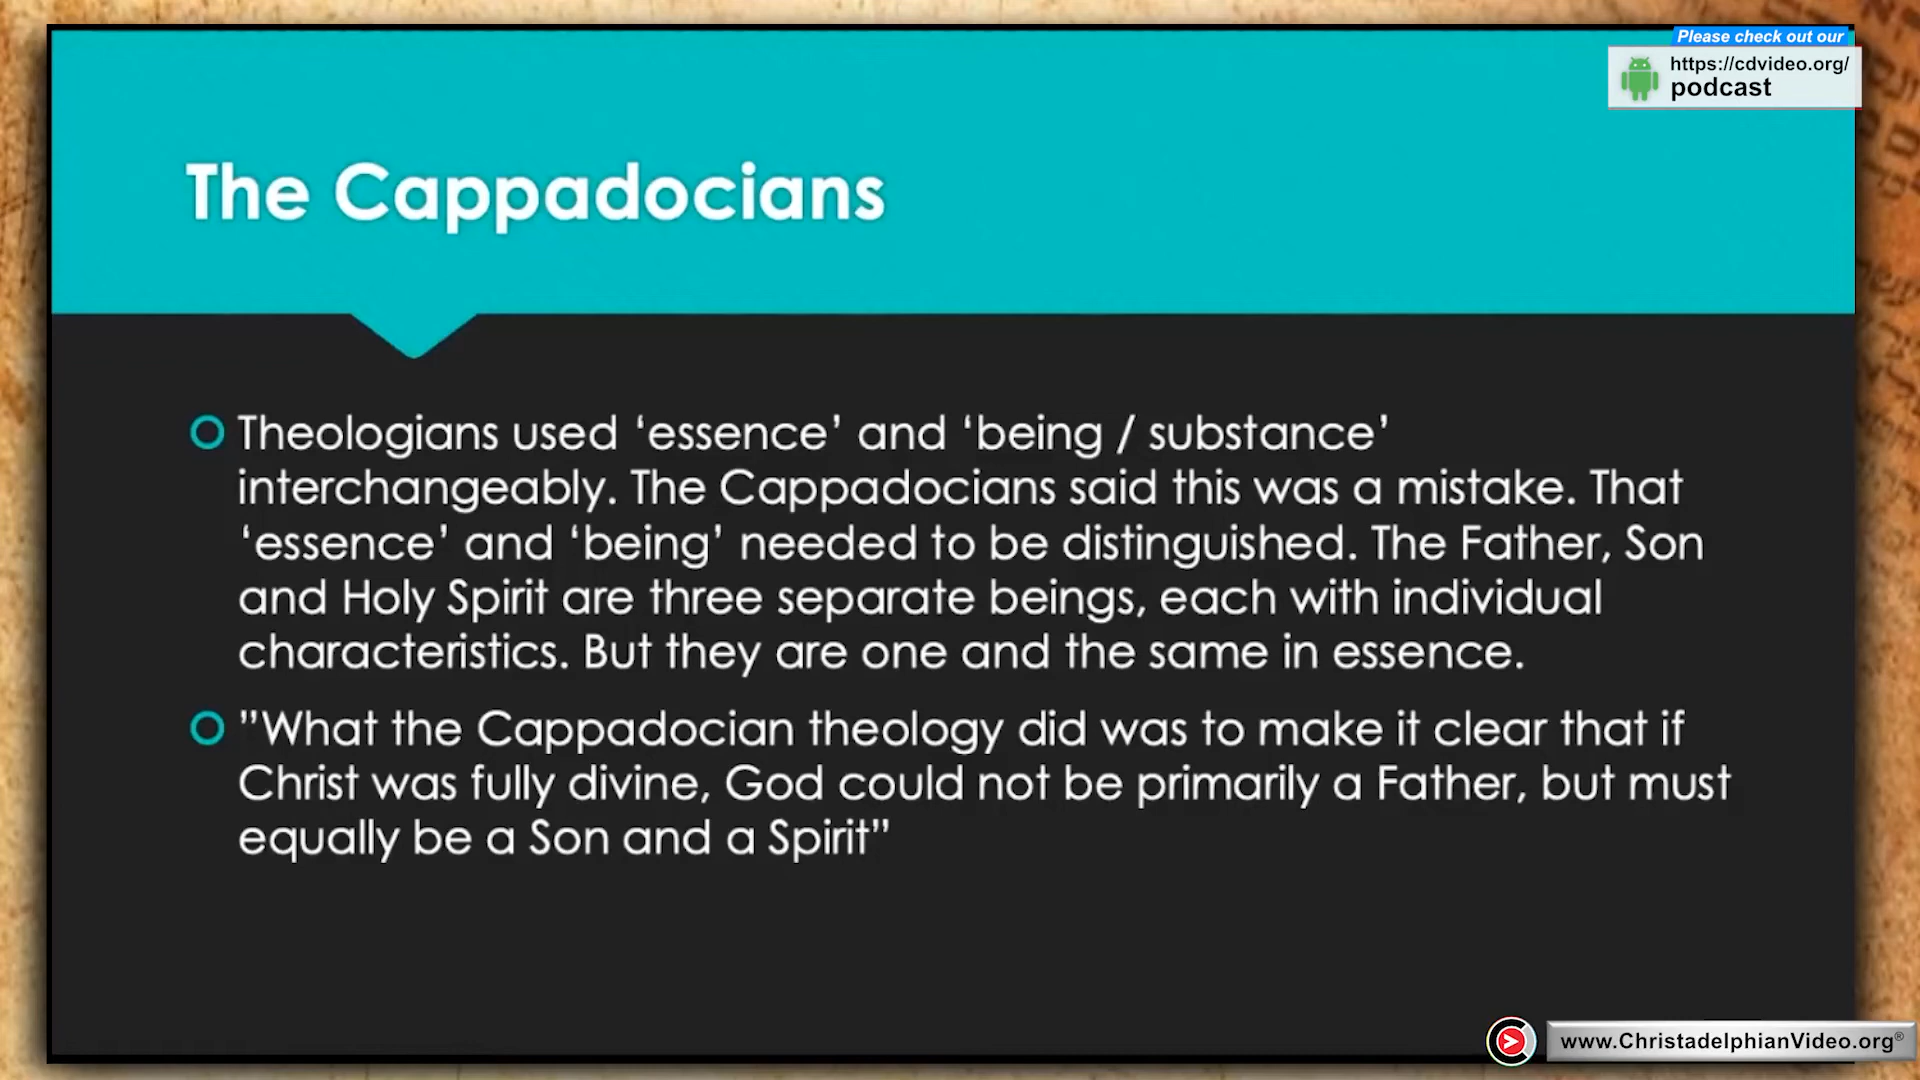 Please check out our
https://cdvideo.org/
podcast
The Cappadocians
Theologians used ‘essence’ and ‘being / substance’
interchangeably. The Cappadocians said this was a mistake. That
‘essence’ and ‘being’ needed to be distinguished. The Father, Son
and Holy Spirit are three separate beings, each with individual
characteristics. But they are one and the same in essence.
”What the Cappadocian theology did was to make it clear that if
Christ was fully divine, God could not be primarily a Father, but must
equally be a Son and a Spirit”
www.ChristadelphianVideo.org®